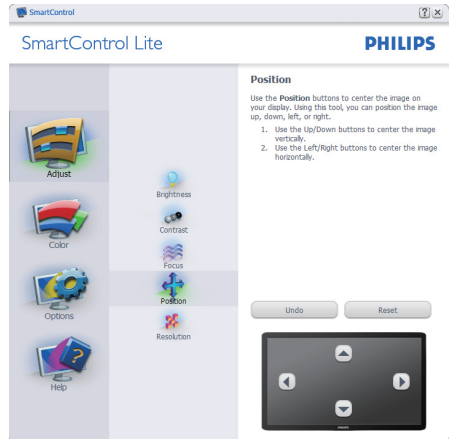 SmartControl
SmartControl Lite
PHILIPS
Adjust
Color
Options
Help
Brightness
Contrast
Focus
Position
Resolution
Position
Use the Position buttons to center the image on
your display. Using this tool, you can position the image
up, down, left, or right.
1. Use the Up/Down buttons to center the image
vertically.
2. Use the Left/Right buttons to center the image
horizontally.
Undo
Reset
PHILIPS